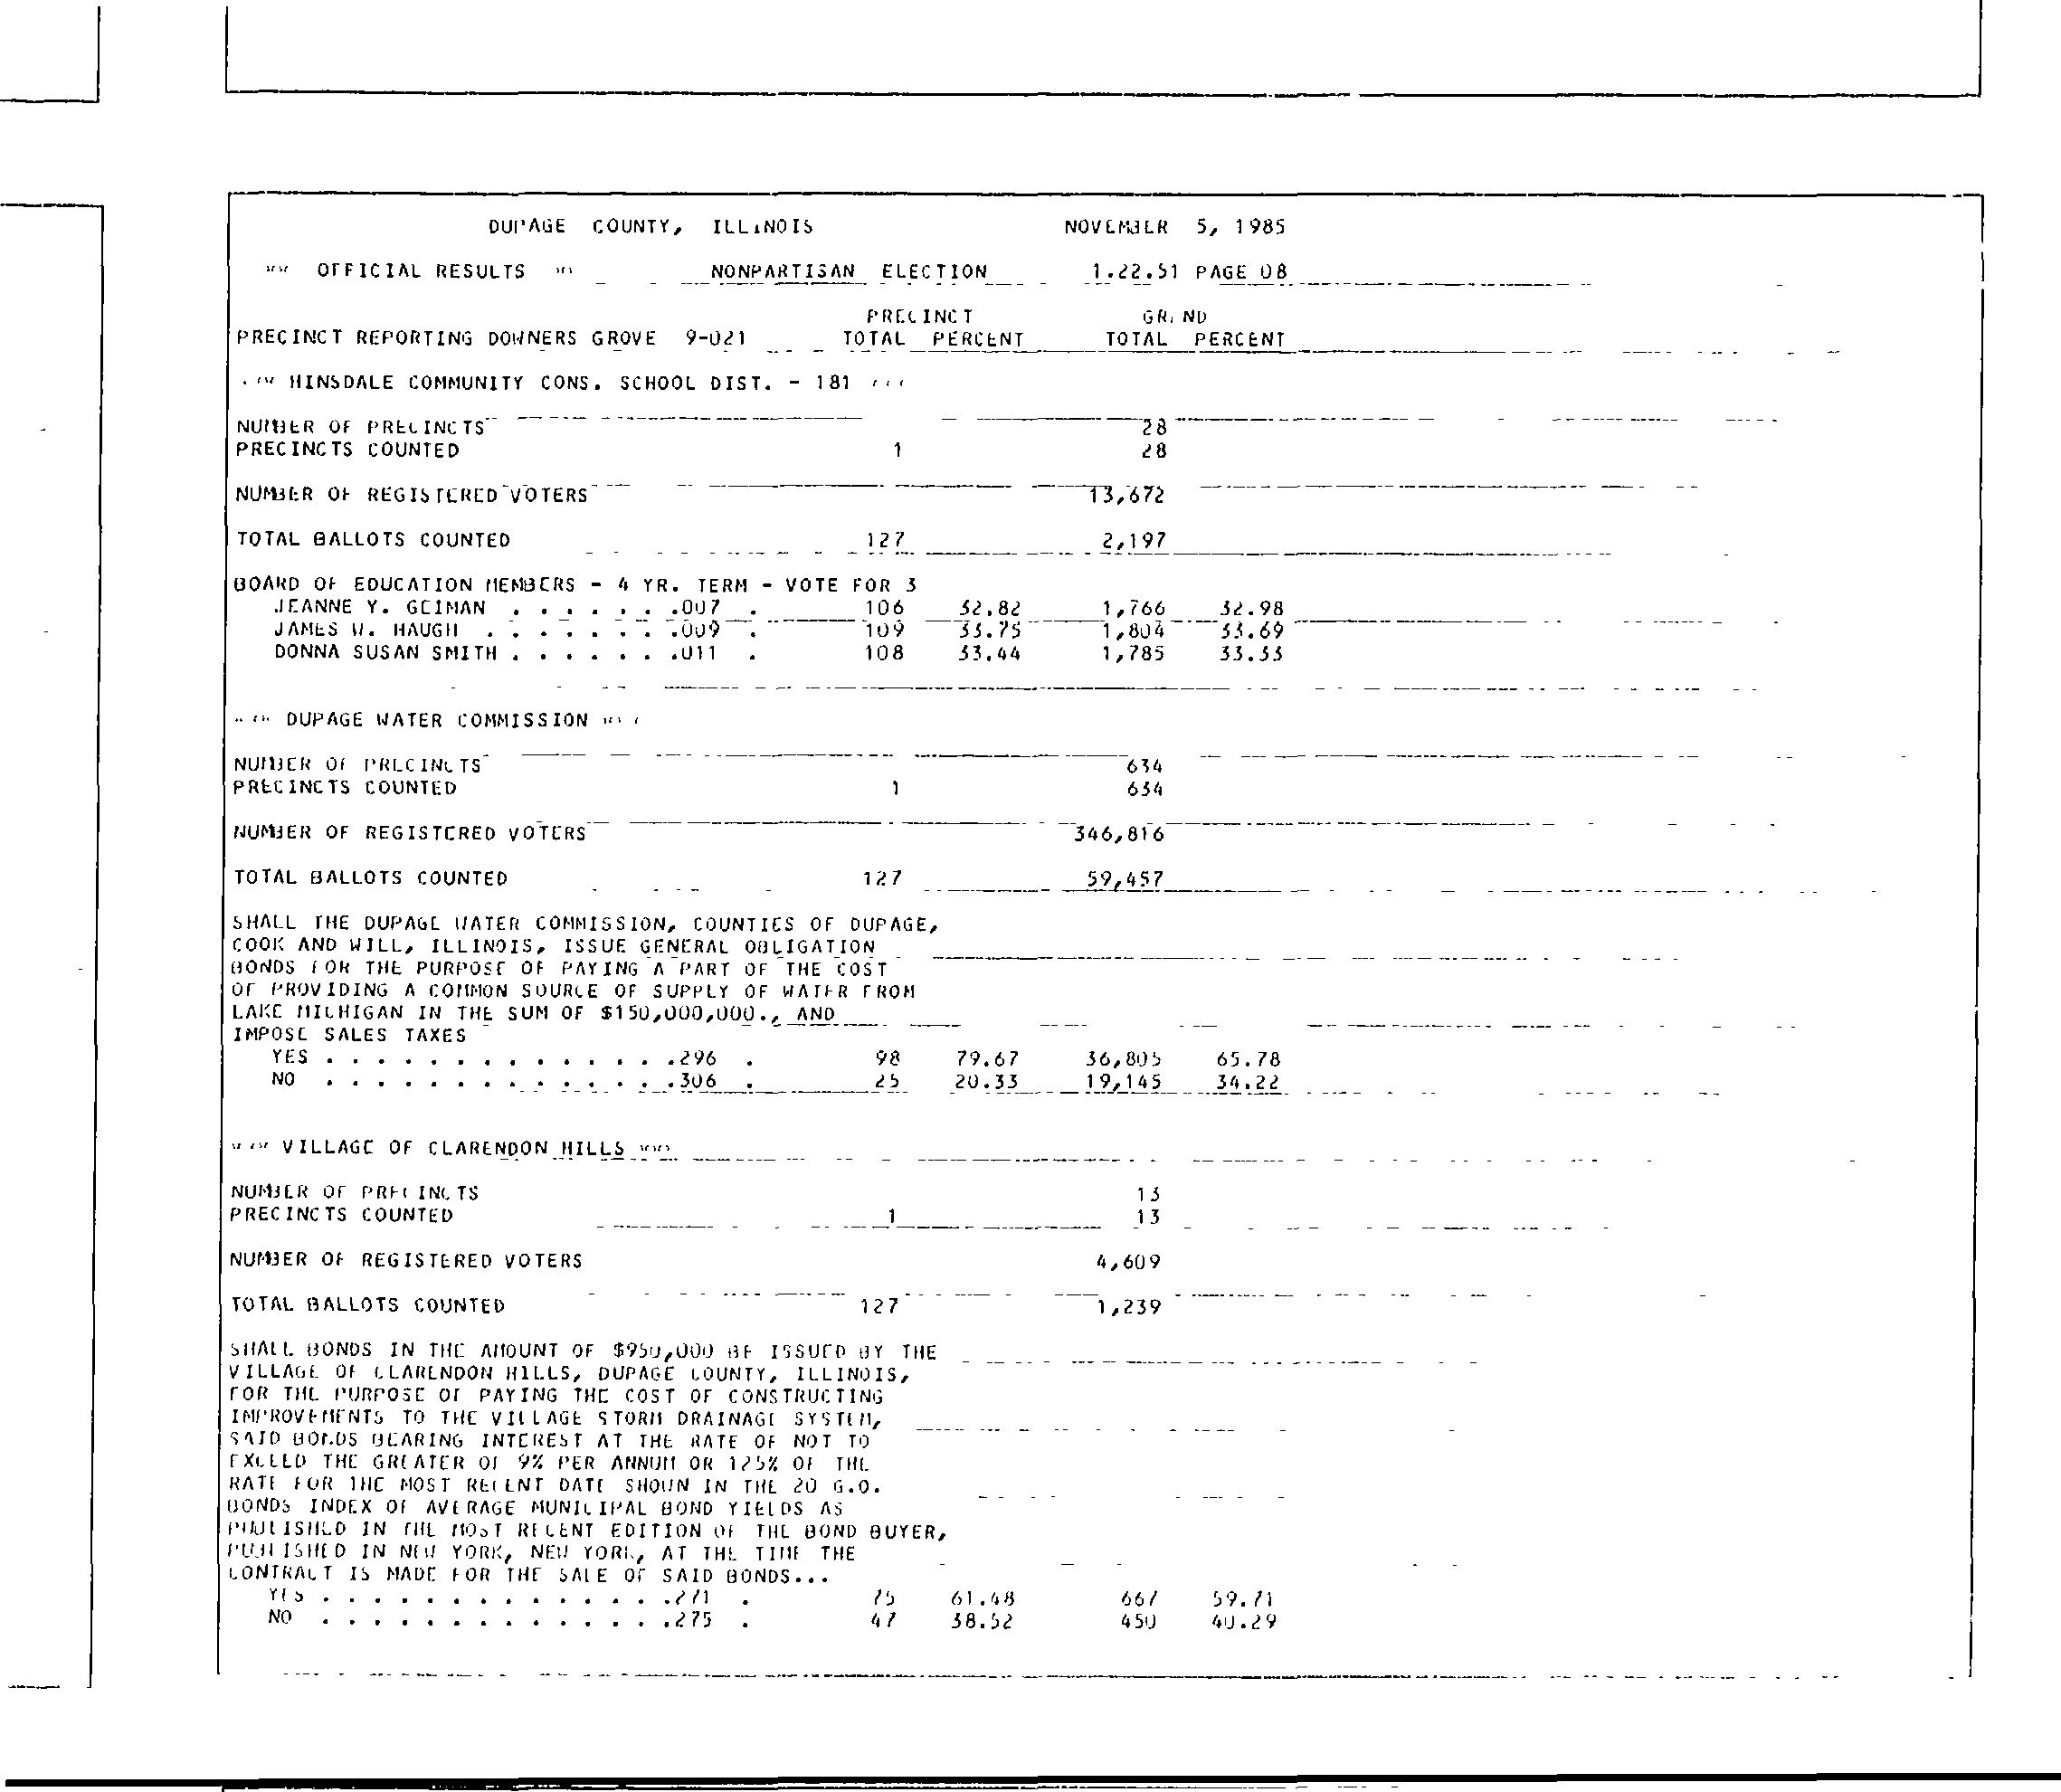 DUPAGE COUNTY, ILLINOIS NOVEMBER 5, 1985
OFFICIAL RESULTS NONPARTISAN ELECTION 1.22.51 PAGE 08
PRECINCT GRAND
PRECINCT REPORTING DOWNERS GROVE 9-021 TOTAL PERCENT TOTAL PERCENT
HINSDALE COMMUNITY CONS. SCHOOL DIST. - 181
NUMBER OF PRECINCTS 28
PRECINCTS COUNTED 1 28
NUMBER OF REGISTERED VOTERS 13,672
TOTAL BALLOTS COUNTED 127 2,197
BOARD OF EDUCATION MEMBERS - 4 YR. TERM - VOTE FOR 3
JEANNE Y. GEIMAN . . . . . . .007 . 106 32.82 1,766 32.98
JAMES W. HAUGH . . . . . . . .009 . 109 33.75 1,804 33.69
DONNA SUSAN SMITH . . . . . . .011 . 108 33.44 1,785 33.33
DUPAGE WATER COMMISSION
NUMBER OF PRECINCTS 634
PRECINCTS COUNTED 1 634
NUMBER OF REGISTERED VOTERS 346,816
TOTAL BALLOTS COUNTED 127 59,457
SHALL THE DUPAGE WATER COMMISSION, COUNTIES OF DUPAGE,
COOK AND WILL, ILLINOIS, ISSUE GENERAL OBLIGATION
BONDS FOR THE PURPOSE OF PAYING A PART OF THE COST
OF PROVIDING A COMMON SOURCE OF SUPPLY OF WATER FROM
LAKE MICHIGAN IN THE SUM OF $150,000,000., AND
IMPOSE SALES TAXES
YES . . . . . . . . . . . . . .296 . 98 79.67 36,805 65.78
NO . . . . . . . . . . . . . .306 . 25 20.33 19,145 34.22
VILLAGE OF CLARENDON HILLS
NUMBER OF PRECINCTS 13
PRECINCTS COUNTED 1 13
NUMBER OF REGISTERED VOTERS 4,609
TOTAL BALLOTS COUNTED 127 1,239
SHALL BONDS IN THE AMOUNT OF $950,000 BE ISSUED BY THE
VILLAGE OF CLARENDON HILLS, DUPAGE COUNTY, ILLINOIS,
FOR THE PURPOSE OF PAYING THE COST OF CONSTRUCTING
IMPROVEMENTS TO THE VILLAGE STORM DRAINAGE SYSTEM,
SAID BONDS BEARING INTEREST AT THE RATE OF NOT TO
EXCEED THE GREATER OF 9% PER ANNUM OR 125% OF THE
RATE FOR THE MOST RECENT DATE SHOWN IN THE 20 G.O.
BONDS INDEX OF AVERAGE MUNICIPAL BOND YIELDS AS
PUBLISHED IN THE MOST RECENT EDITION OF THE BOND BUYER,
PUBLISHED IN NEW YORK, NEW YORK, AT THE TIME THE
CONTRACT IS MADE FOR THE SALE OF SAID BONDS...
YES . . . . . . . . . . . . . .271 . 75 61.48 667 59.71
NO . . . . . . . . . . . . . .275 . 47 38.52 450 40.29